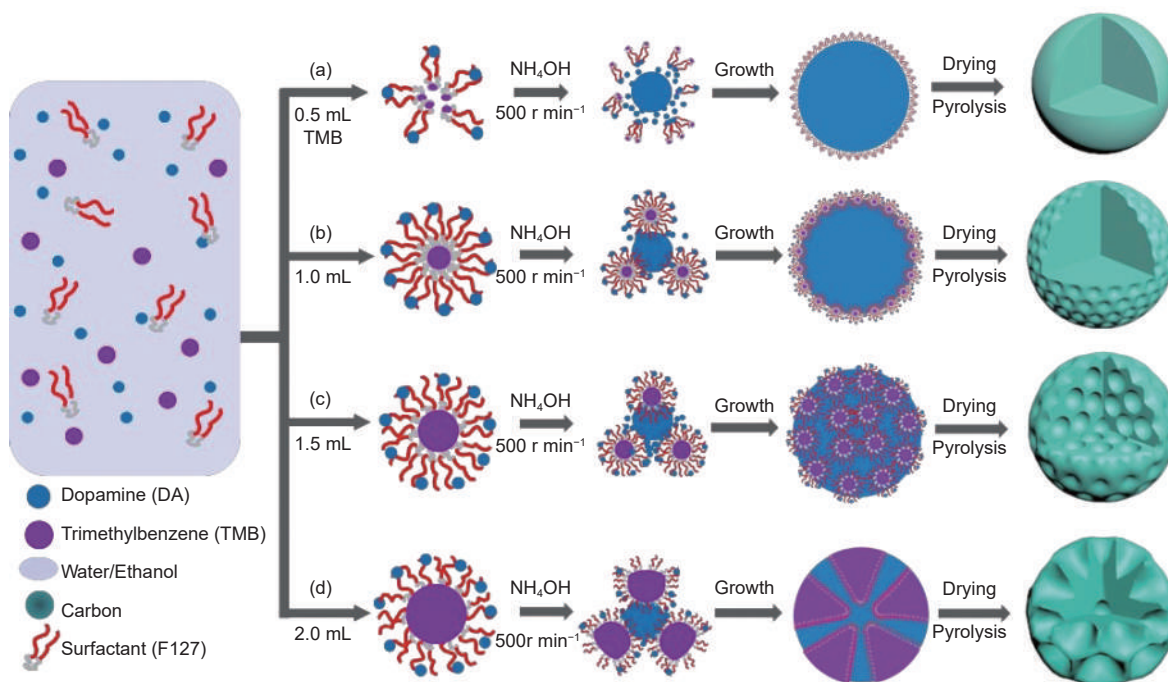 (a)
0.5 mL
TMB
NH₄OH
500 r min⁻¹
Growth
Drying
Pyrolysis
(b)
1.0 mL
NH₄OH
500 r min⁻¹
Growth
Drying
Pyrolysis
(c)
1.5 mL
NH₄OH
500 r min⁻¹
Growth
Drying
Pyrolysis
(d)
2.0 mL
NH₄OH
500r min⁻¹
Growth
Drying
Pyrolysis
Dopamine (DA)
Trimethylbenzene (TMB)
Water/Ethanol
Carbon
Surfactant (F127)